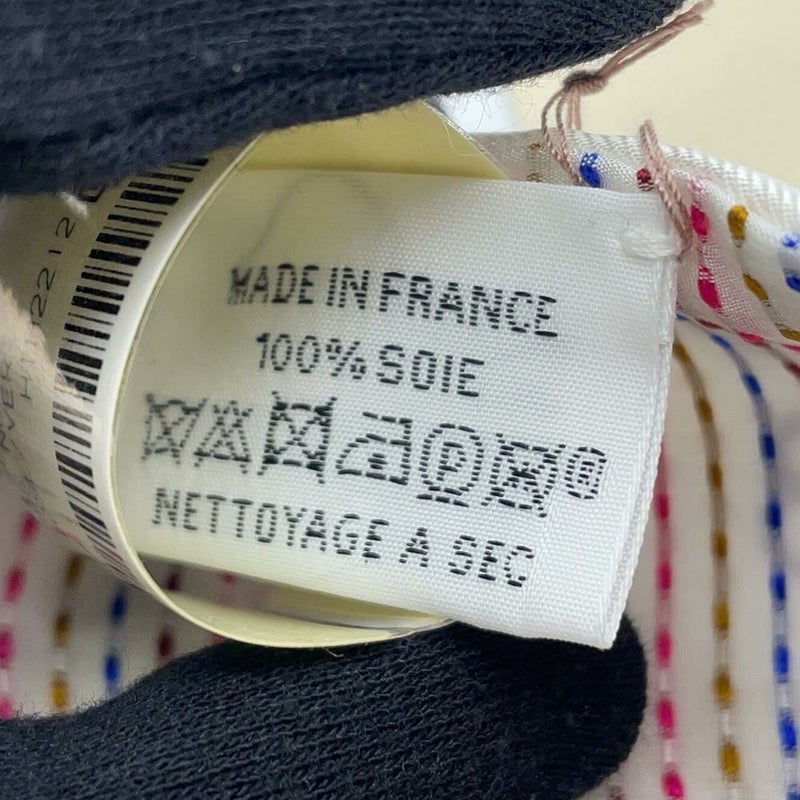 MADE IN FRANCE
100% SOIE
P
NETTOYAGE A SEC